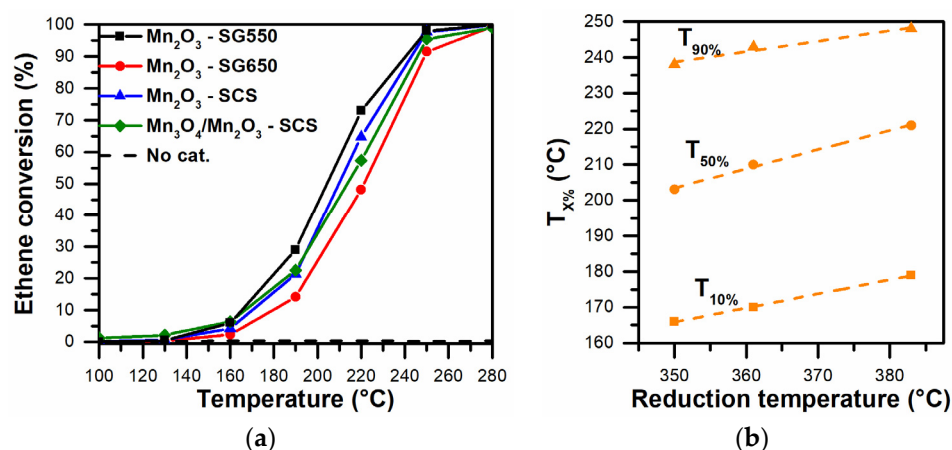 Ethene conversion (%)
100
90
80
70
60
50
40
30
20
10
0
Mn₂O₃ - SG550
Mn₂O₃ - SG650
Mn₂O₃ - SCS
Mn₃O₄/Mn₂O₃ - SCS
No cat.
100 120 140 160 180 200 220 240 260 280
Temperature (°C)
(a)
Tₓ% (°C)
250
240
230
220
210
200
190
180
170
160
T₉₀%
T₅₀%
T₁₀%
350 360 370 380
Reduction temperature (°C)
(b)